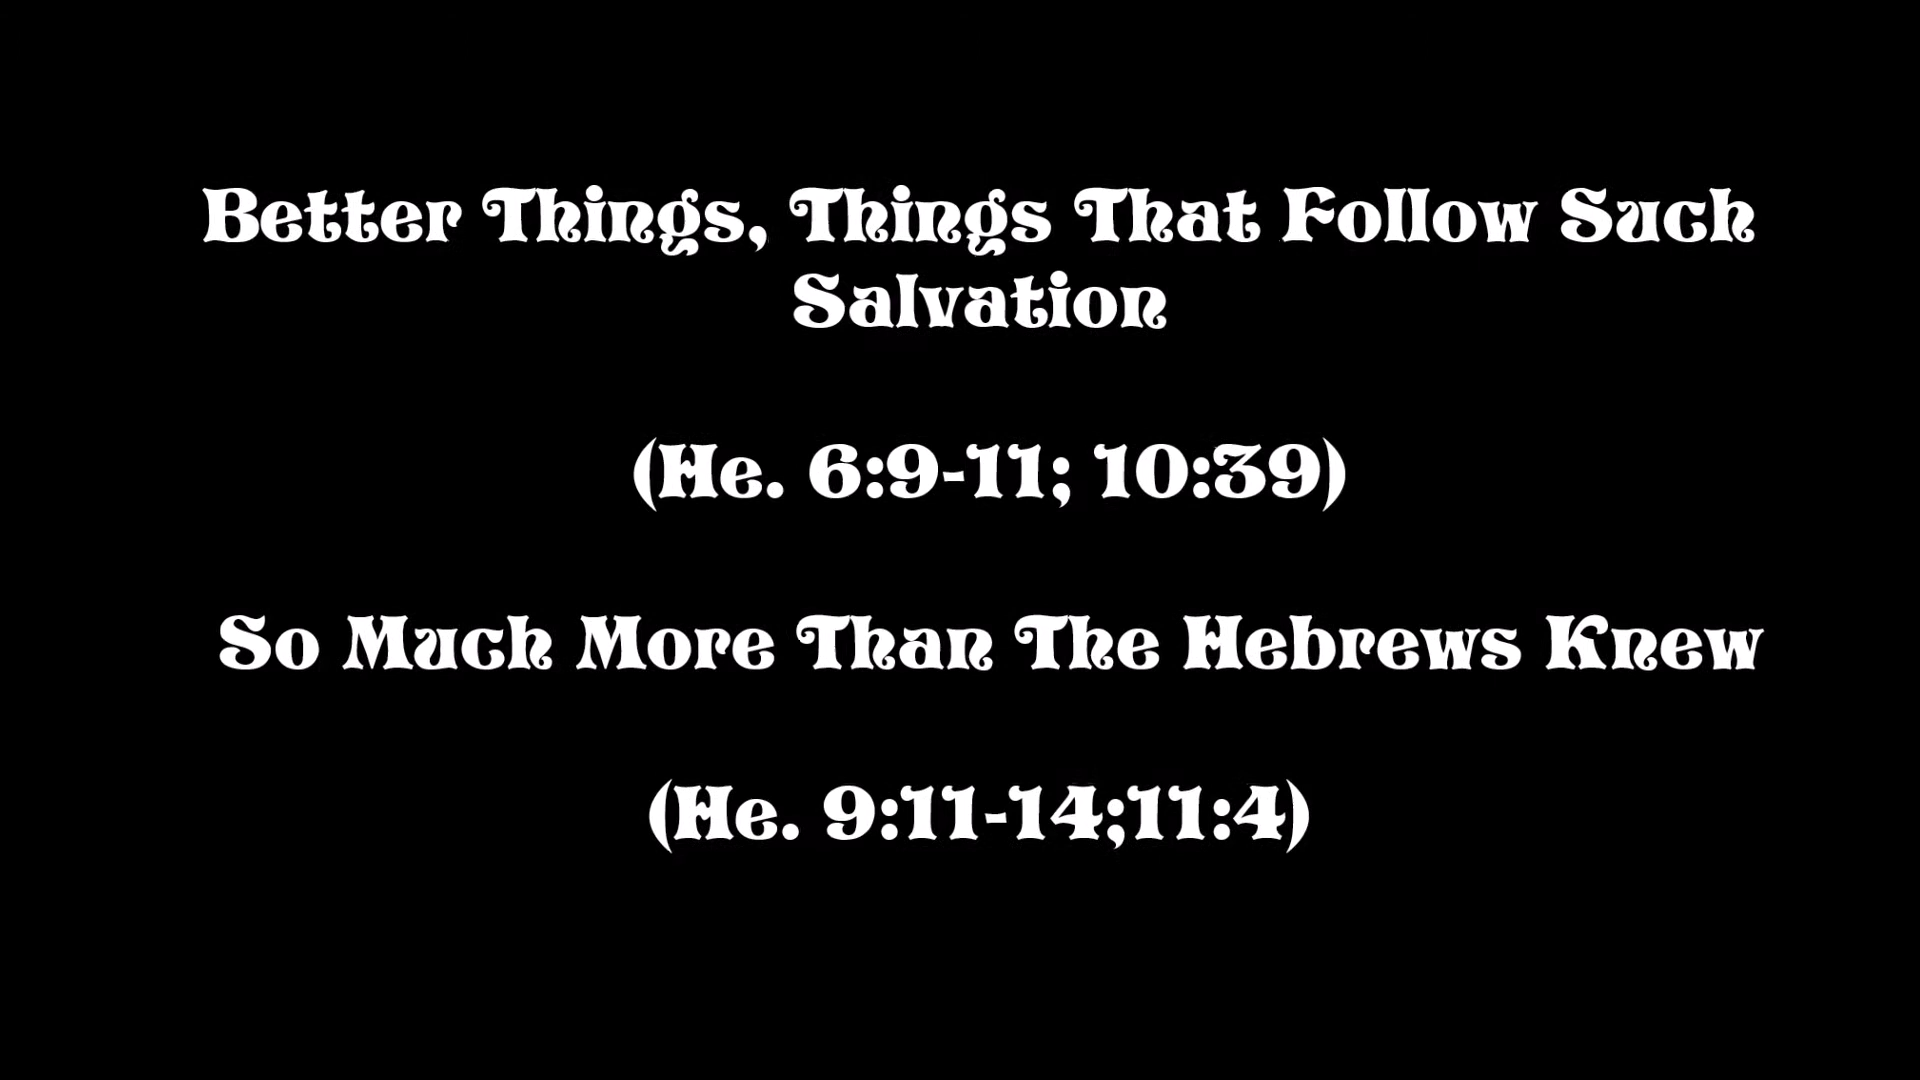 Better Things, Things That Follow Such
Salvation
(He. 6:9-11; 10:39)
So Much More Than The Hebrews Knew
(He. 9:11-14;11:4)